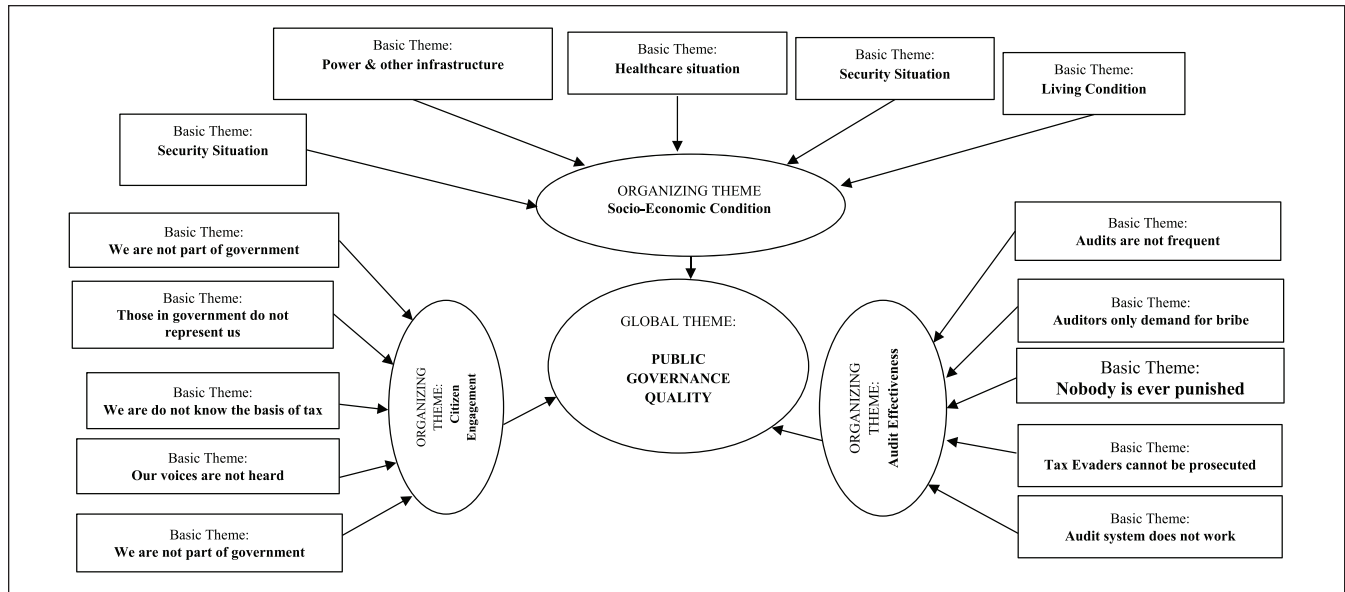 Basic Theme:
Power & other infrastructure
Basic Theme:
Healthcare situation
Basic Theme:
Security Situation
Basic Theme:
Living Condition
Basic Theme:
Security Situation
ORGANIZING THEME
Socio-Economic Condition
Basic Theme:
We are not part of government
Basic Theme:
Those in government do not
represent us
Basic Theme:
We are do not know the basis of tax
Basic Theme:
Our voices are not heard
Basic Theme:
We are not part of government
ORGANIZING
THEME:
Citizen
Engagement
GLOBAL THEME:
PUBLIC
GOVERNANCE
QUALITY
ORGANIZING
THEME:
Audit Effectiveness
Basic Theme:
Audits are not frequent
Basic Theme:
Auditors only demand for bribe
Basic Theme:
Nobody is ever punished
Basic Theme:
Tax Evaders cannot be prosecuted
Basic Theme:
Audit system does not work